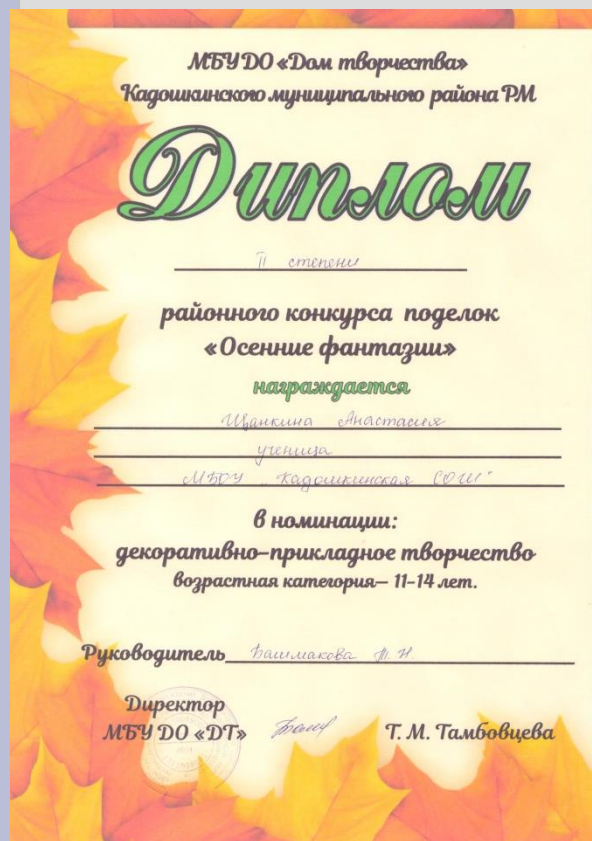 МБУ ДО «Дом творчества»
Кадошкинского муниципального района РМ
Диплом
II степени
районного конкурса поделок
«Осенние фантазии»
награждается
Щанкина Анастасия
ученица
МБОУ "Кадошкинская СОШ"
в номинации:
декоративно-прикладное творчество
возрастная категория– 11-14 лет.
Руководитель Башмакова Т. Н.
Директор
МБУ ДО «ДТ» Т. М. Тамбовцева